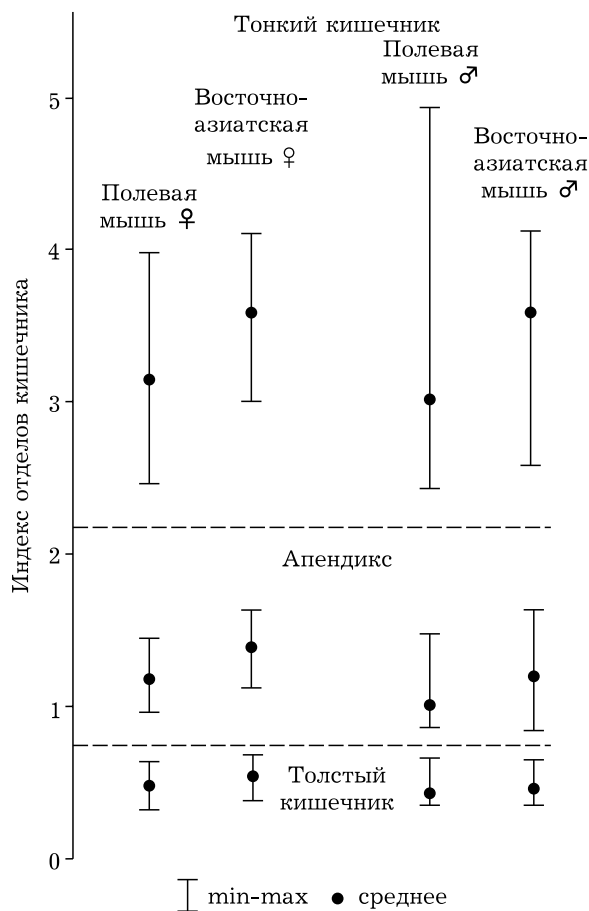 Тонкий кишечник
Полевая
мышь ♂
Восточно-
азиатская
мышь ♀
Восточно-
азиатская
мышь ♂
Полевая
мышь ♀
5
4
3
2
1
0
Индекс отделов кишечника
Апендикс
Толстый
кишечник
min-max
среднее